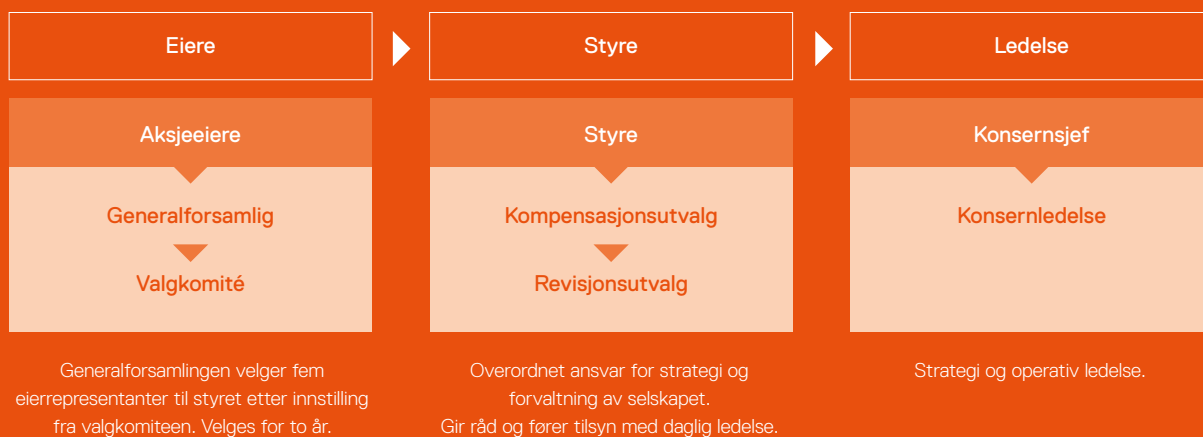 Eiere
Styre
Ledelse
Aksjeeiere
Generalforsamlig
Valgkomité
Generalforsamlingen velger fem
eierrepresentanter til styret etter innstilling
fra valgkomiteen. Velges for to år.
Styre
Kompensasjonsutvalg
Revisjonsutvalg
Overordnet ansvar for strategi og
forvaltning av selskapet.
Gir råd og fører tilsyn med daglig ledelse.
Konsernsjef
Konsernledelse
Strategi og operativ ledelse.